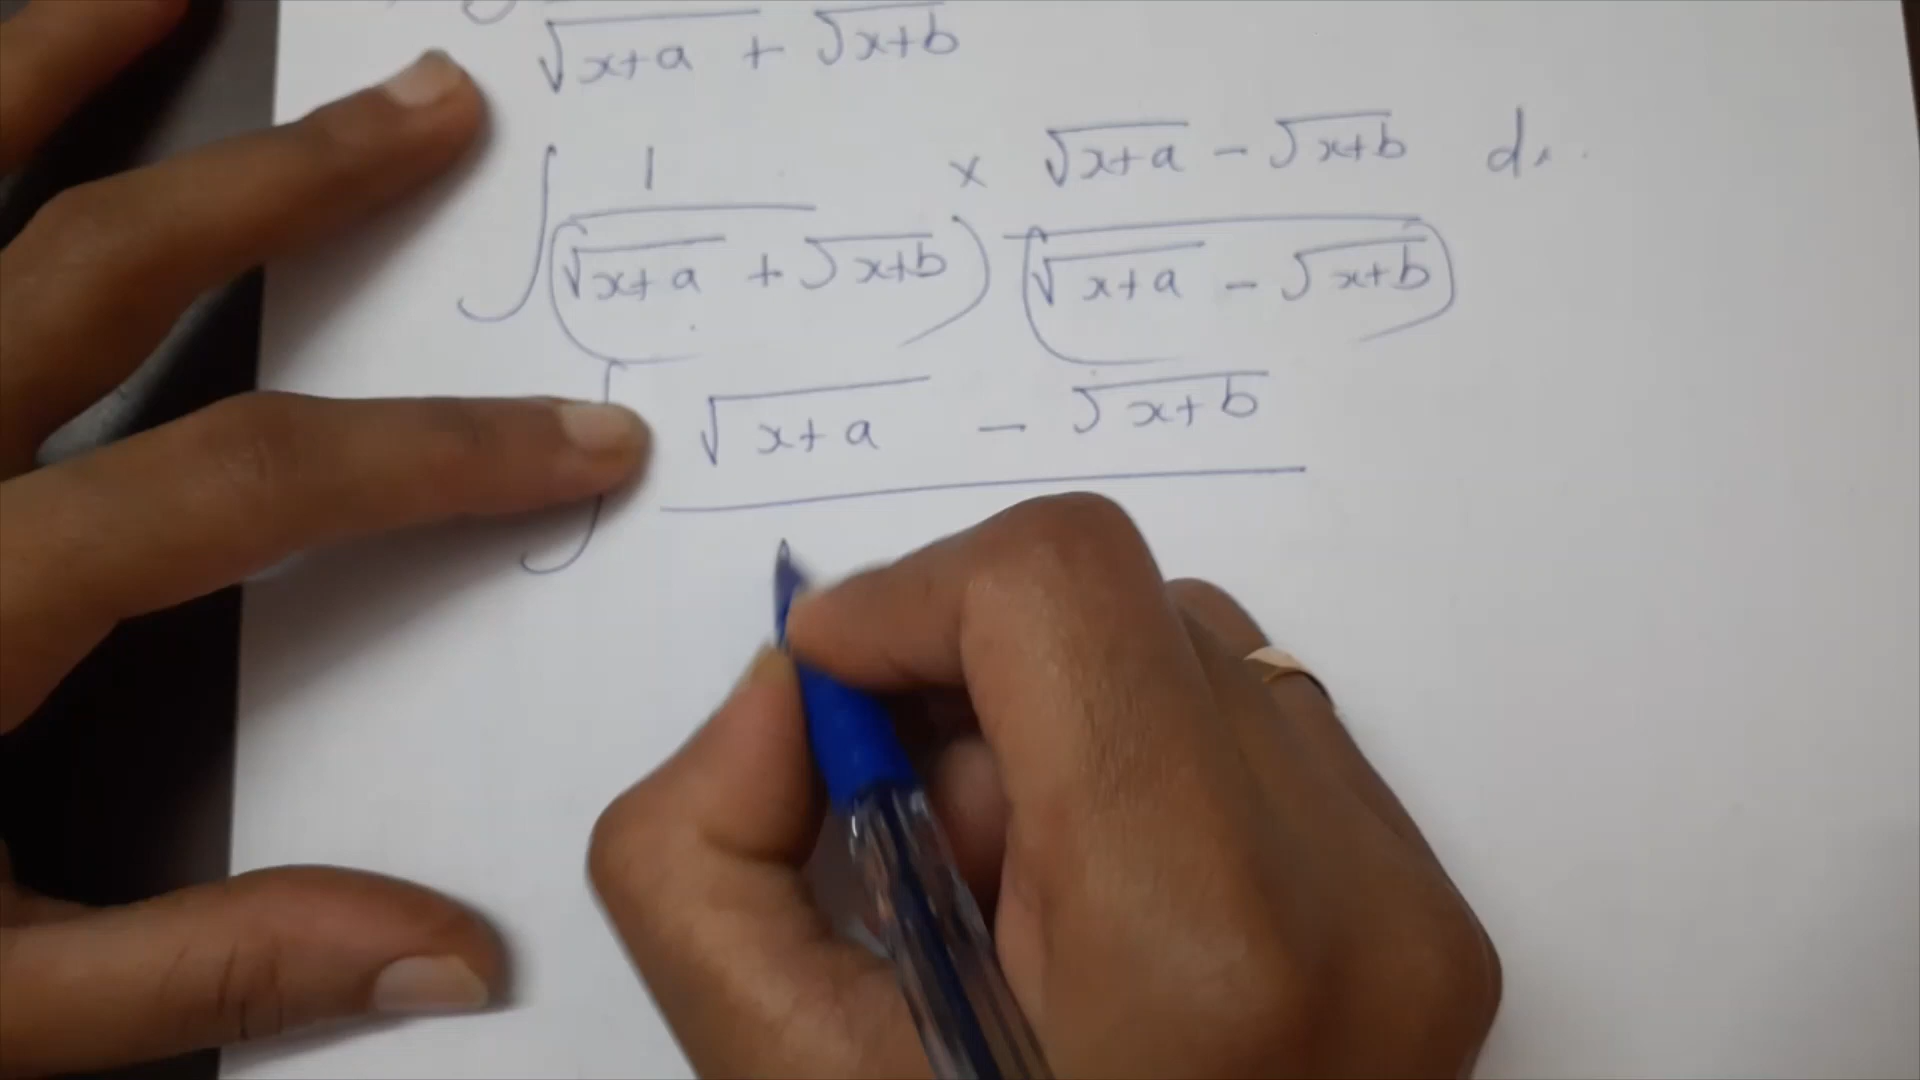 √x+a + √x+b
∫ 1 × √x+a - √x+b d
(√x+a + √x+b) (√x+a - √x+b)
∫ √x+a - √x+b